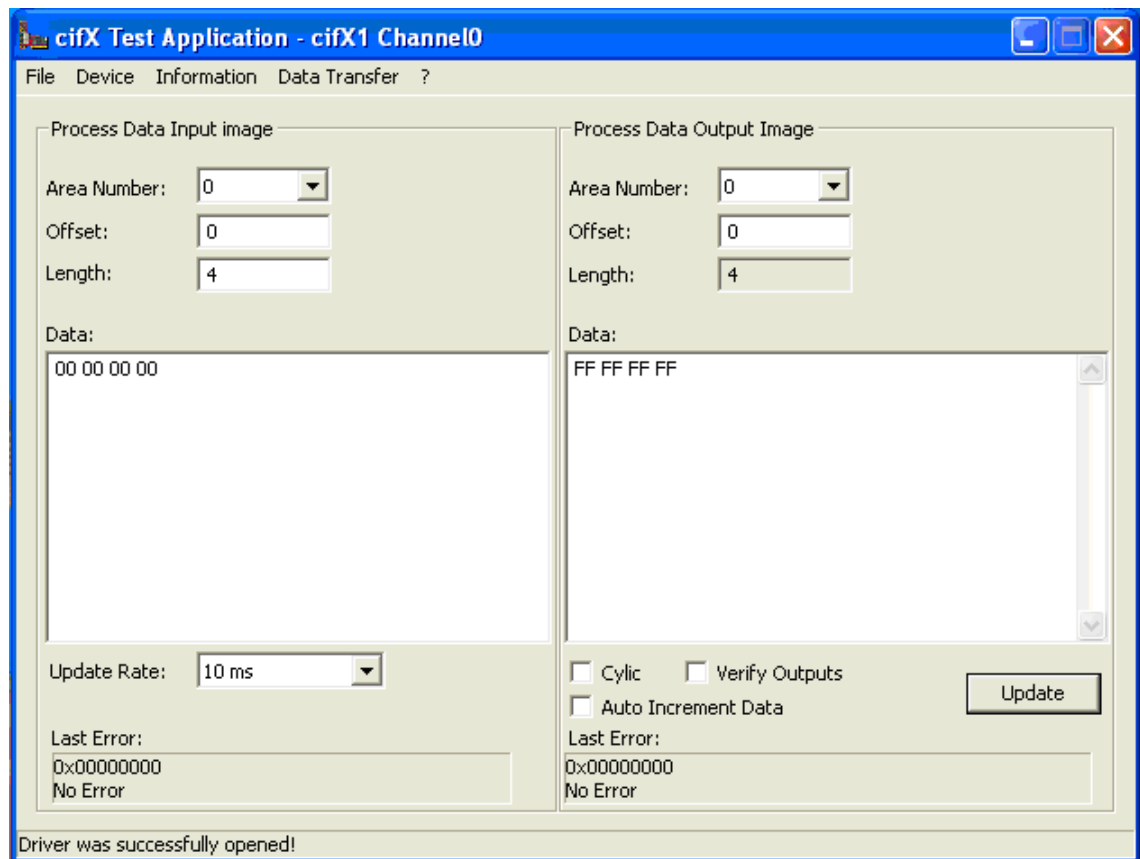 cifX Test Application - cifX1 Channel0
File Device Information Data Transfer ?
Process Data Input image
Area Number: 0
Offset: 0
Length: 4
Data:
00 00 00 00
Update Rate: 10 ms
Last Error:
0x00000000
No Error
Process Data Output Image
Area Number: 0
Offset: 0
Length: 4
Data:
FF FF FF FF
Cylic Verify Outputs
Auto Increment Data
Update
Last Error:
0x00000000
No Error
Driver was successfully opened!